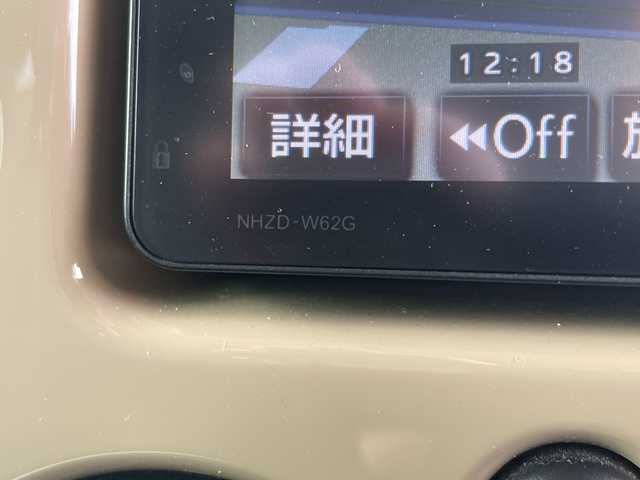 12:18
詳細
◀◀Off
NHZD-W62G